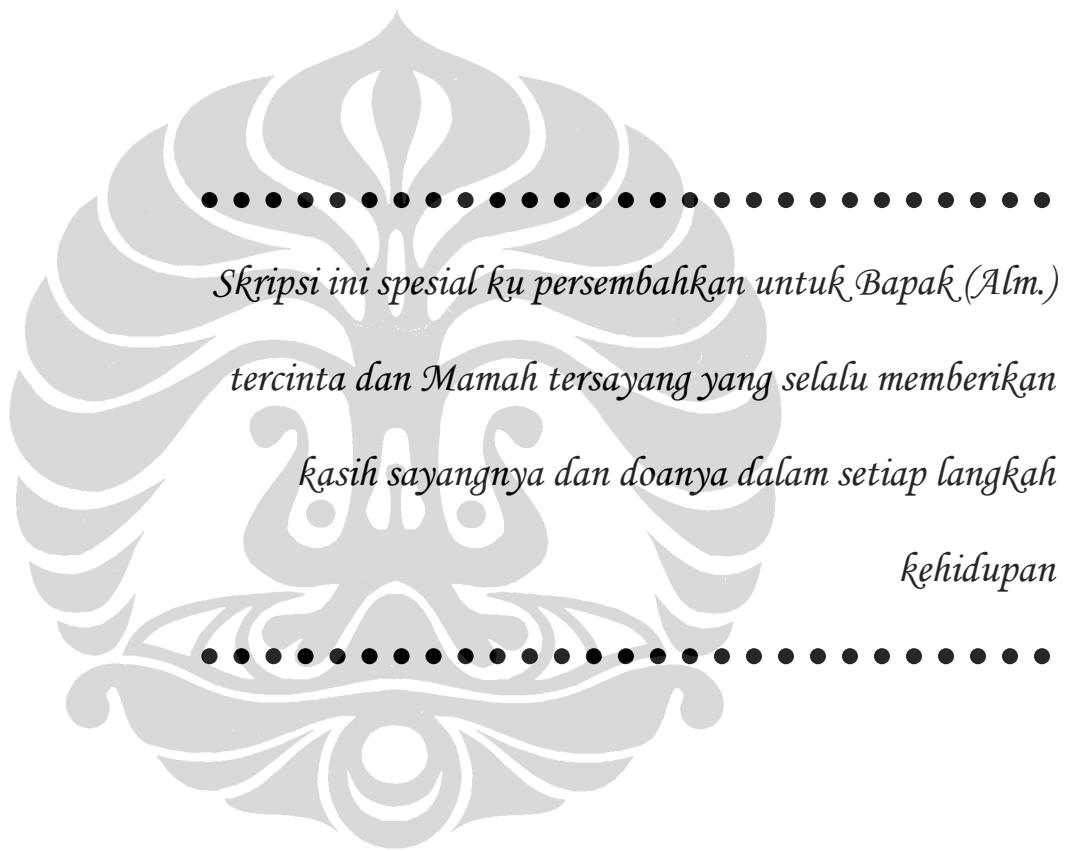 Skripsi ini spesial ku persembahkan untuk Bapak (Alm.)
tercinta dan Mamah tersayang yang selalu memberikan
kasih sayangnya dan doanya dalam setiap langkah
kehidupan